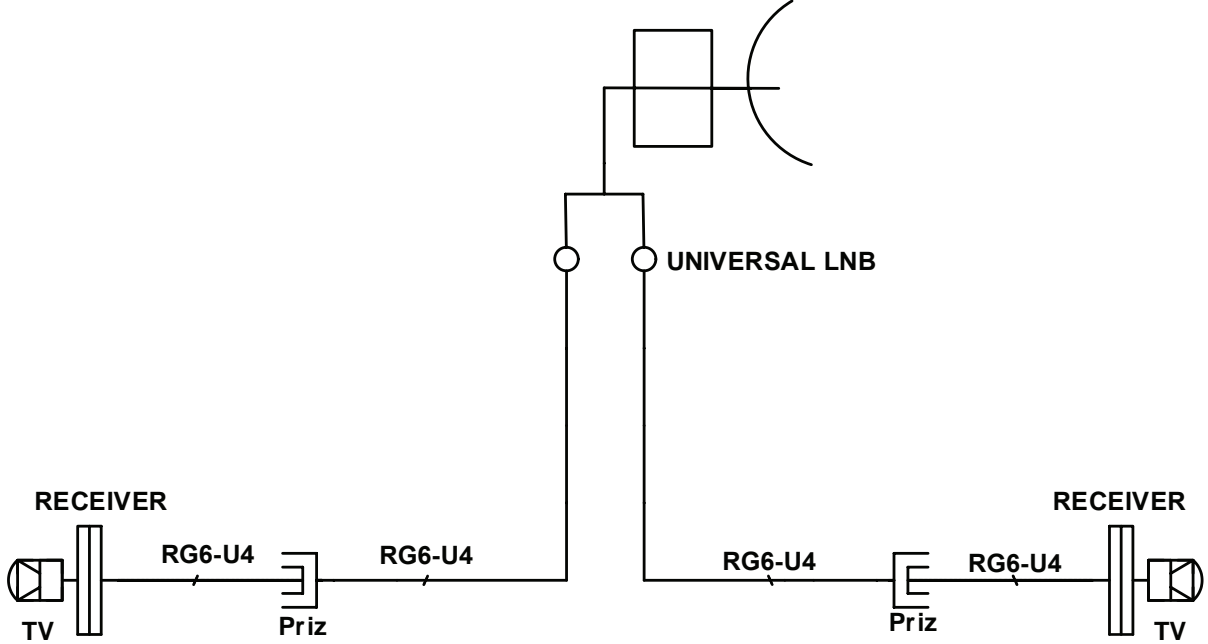 UNIVERSAL LNB
RECEIVER
RECEIVER
RG6-U4
RG6-U4
RG6-U4
RG6-U4
TV
Priz
Priz
TV